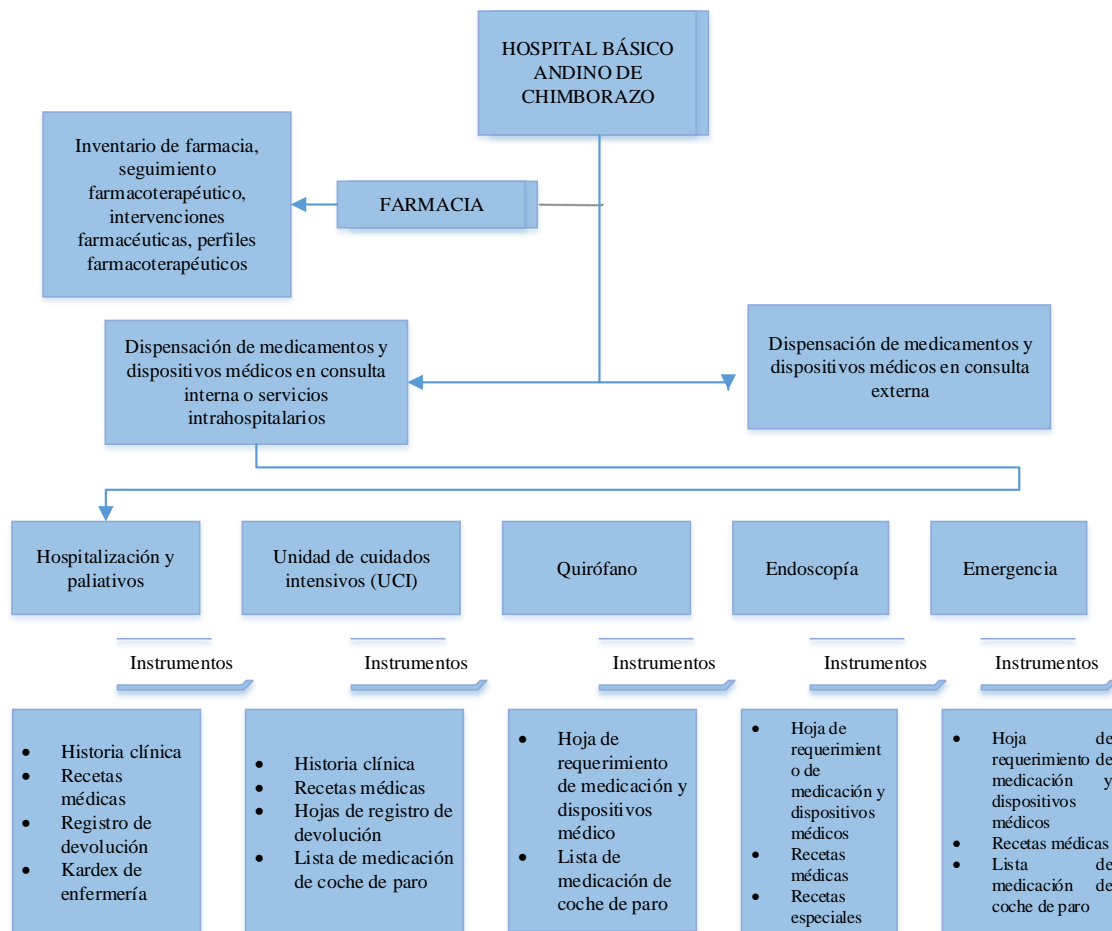 HOSPITAL BÁSICO
ANDINO DE
CHIMBORAZO
Inventario de farmacia,
seguimiento
farmacoterapéutico,
intervenciones
farmacéuticas, perfiles
farmacoterapéuticos
FARMACIA
Dispensación de medicamentos y
dispositivos médicos en consulta
interna o servicios
intrahospitalarios
Dispensación de medicamentos y
dispositivos médicos en consulta
externa
Hospitalización y
paliativos
Unidad de cuidados
intensivos (UCI)
Quirófano
Endoscopía
Emergencia
Instrumentos
Instrumentos
Instrumentos
Instrumentos
Instrumentos
• Historia clínica
• Recetas
médicas
• Registro de
devolución
• Kardex de
enfermería
• Historia clínica
• Recetas médicas
• Hojas de registro de
devolución
• Lista de medicación
de coche de paro
• Hoja de
requerimiento
de medicación y
dispositivos
médico
• Lista de
medicación de
coche de paro
• Hoja de
requerimient
o de
medicación y
dispositivos
médicos
• Recetas
médicas
• Recetas
especiales
• Hoja de
requerimiento de
medicación y
dispositivos
médicos
• Recetas médicas
• Lista de
medicación de
coche de paro